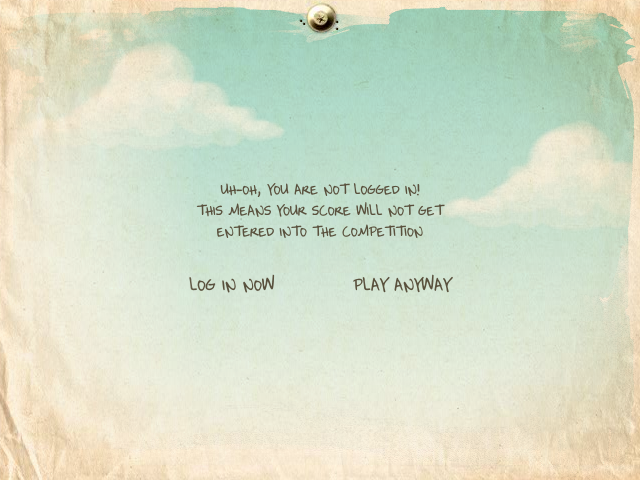 UH-OH, YOU ARE NOT LOGGED IN!
THIS MEANS YOUR SCORE WILL NOT GET
ENTERED INTO THE COMPETITION
LOG IN NOW PLAY ANYWAY